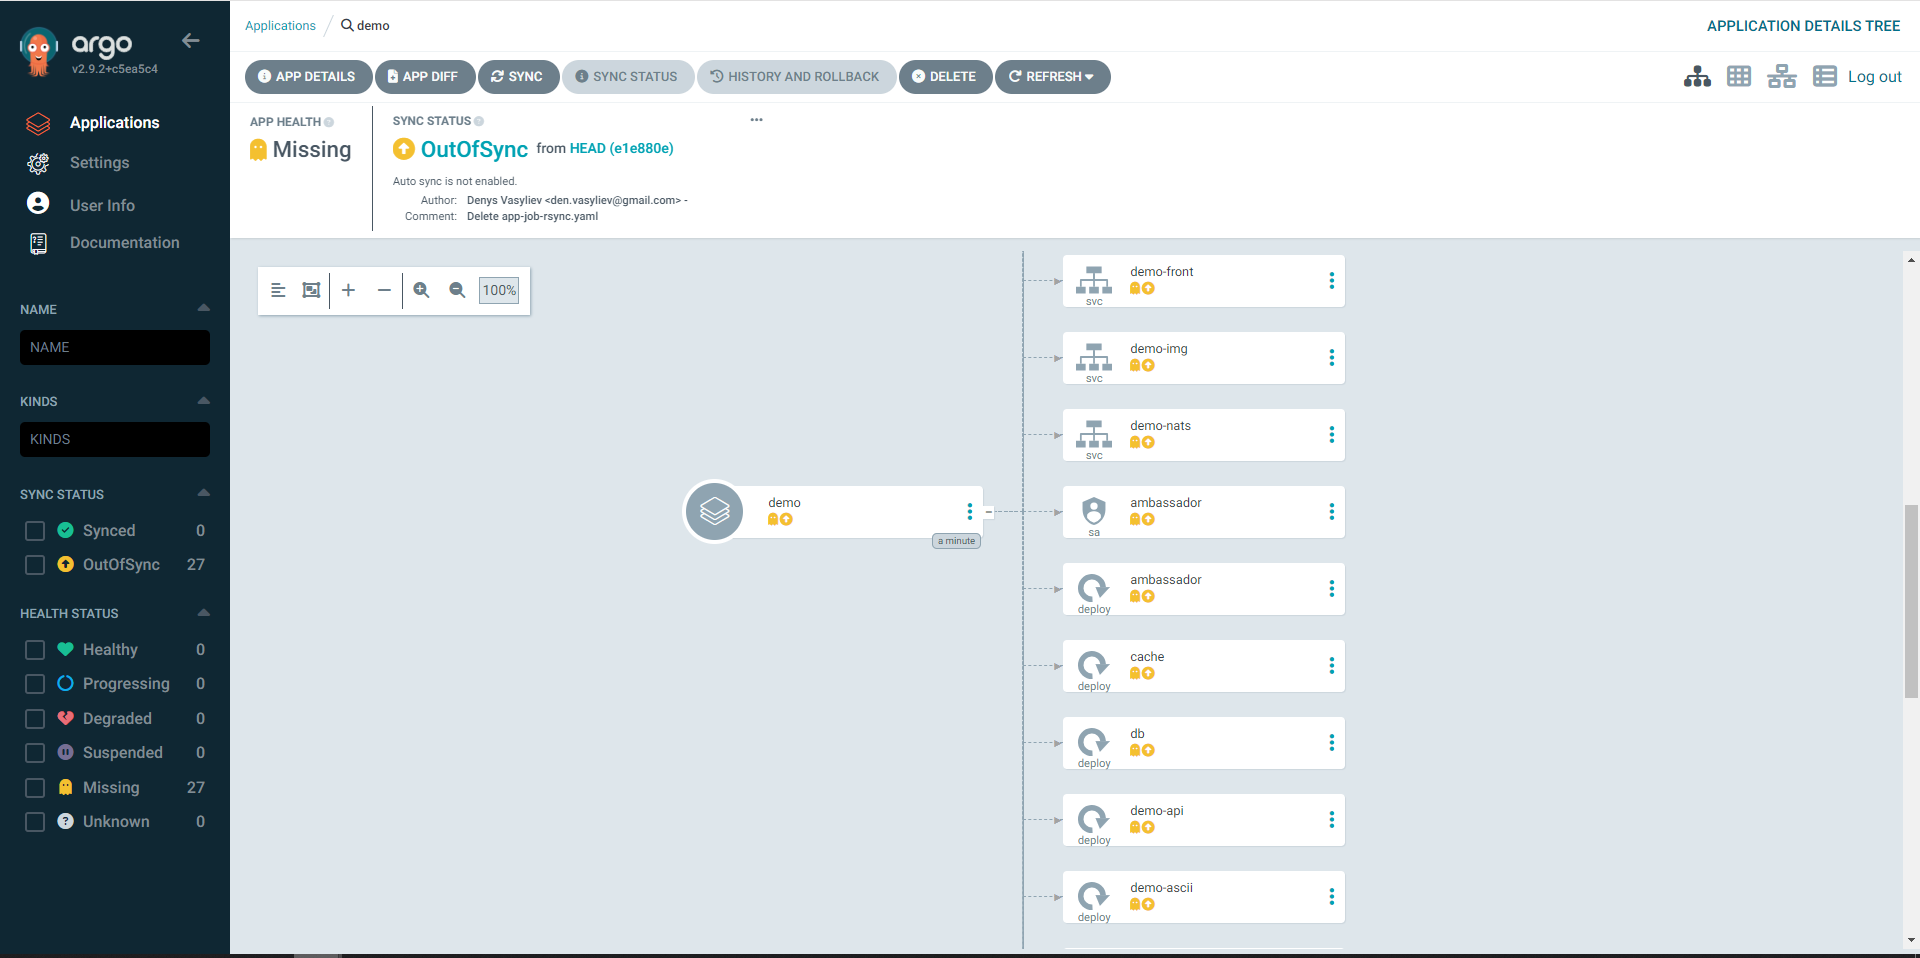 argo
v2.9.2+c5ea5c4
Applications
Settings
User Info
Documentation
NAME
NAME
KINDS
KINDS
SYNC STATUS
Synced 0
OutOfSync 27
HEALTH STATUS
Healthy 0
Progressing 0
Degraded 0
Suspended 0
Missing 27
Unknown 0
Applications / demo
APPLICATION DETAILS TREE
APP DETAILS APP DIFF SYNC SYNC STATUS HISTORY AND ROLLBACK DELETE REFRESH
Log out
APP HEALTH
Missing
SYNC STATUS
OutOfSync from HEAD (e1e880e)
Auto sync is not enabled.
Author: Denys Vasyliev <den.vasyliev@gmail.com> -
Comment: Delete app-job-rsync.yaml
100%
demo
a minute
demo-front
svc
demo-img
svc
demo-nats
svc
ambassador
sa
ambassador
deploy
cache
deploy
db
deploy
demo-api
deploy
demo-ascii
deploy